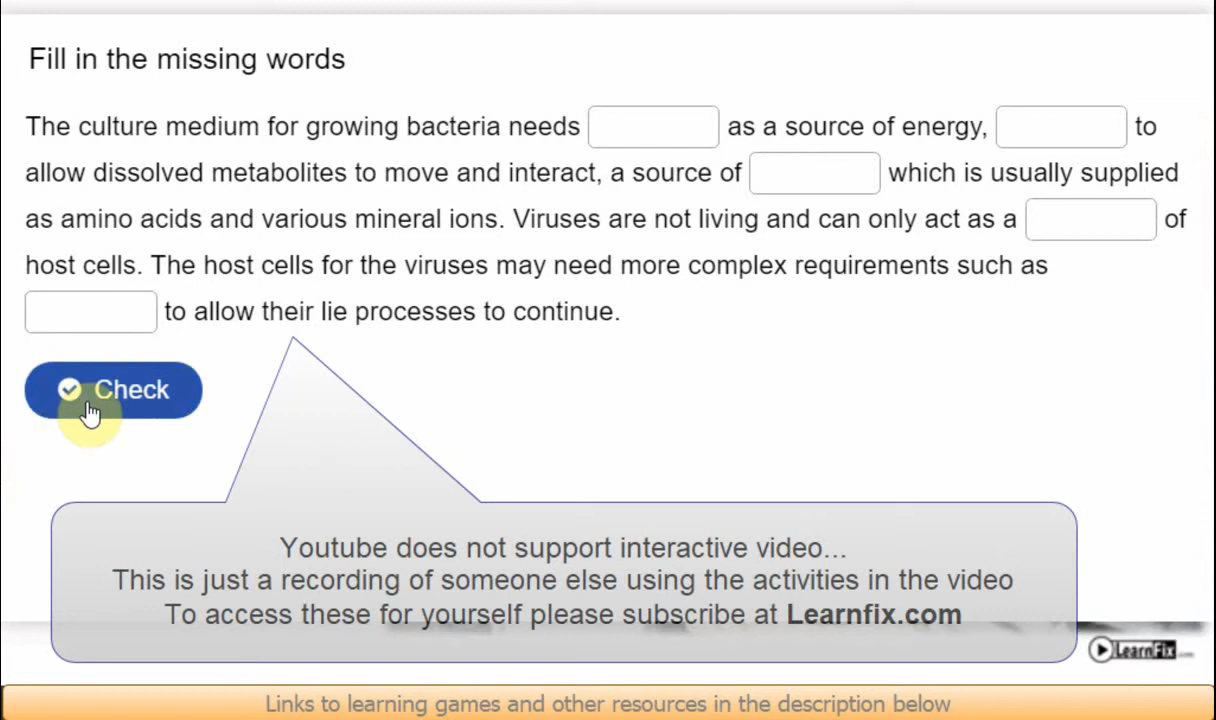 Fill in the missing words
The culture medium for growing bacteria needs as a source of energy, to
allow dissolved metabolites to move and interact, a source of which is usually supplied
as amino acids and various mineral ions. Viruses are not living and can only act as a of
host cells. The host cells for the viruses may need more complex requirements such as
to allow their lie processes to continue.
Check
Youtube does not support interactive video...
This is just a recording of someone else using the activities in the video
To access these for yourself please subscribe at Learnfix.com
LearnFix.com
Links to learning games and other resources in the description below